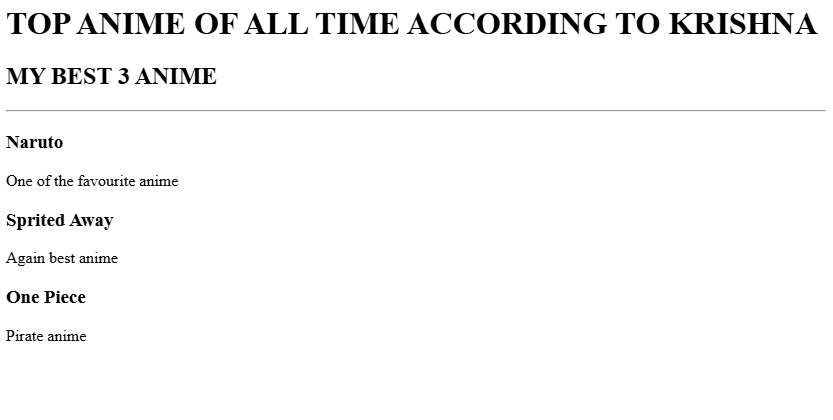 TOP ANIME OF ALL TIME ACCORDING TO KRISHNA
MY BEST 3 ANIME
Naruto
One of the favourite anime
Sprited Away
Again best anime
One Piece
Pirate anime